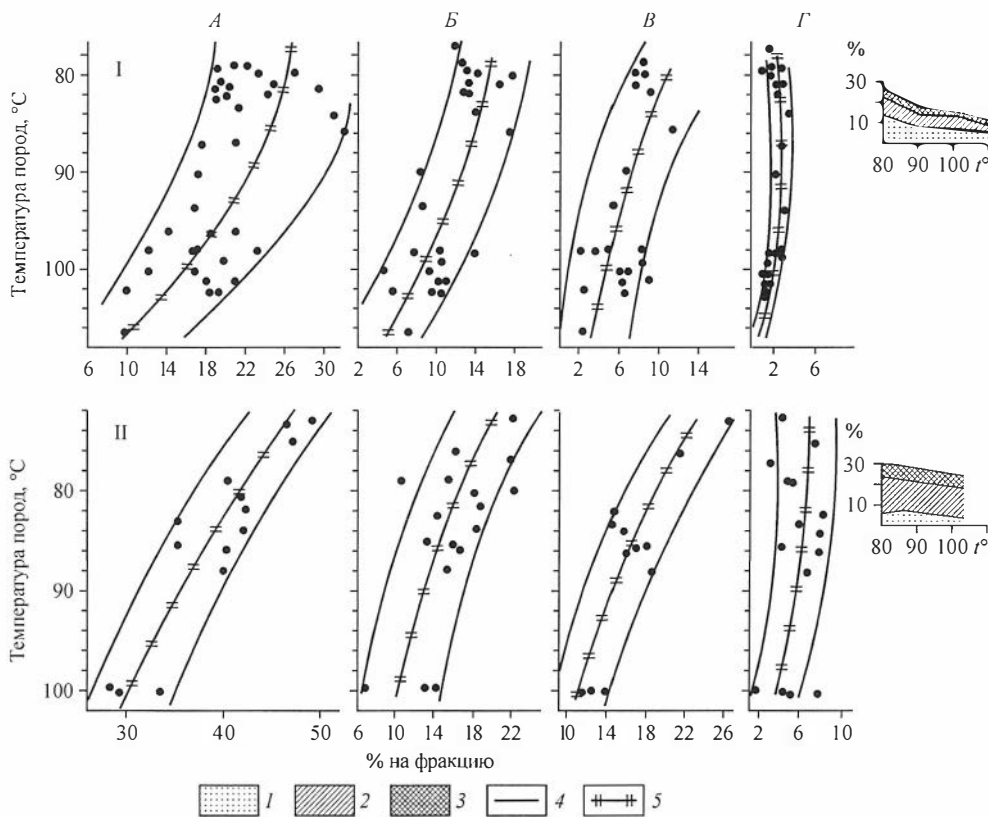 А Б В Г
I
Температура пород, °С
80
90
100
6 10 14 18 22 26 30
2 6 10 14 18
2 6 10 14
2 6
%
30
10
80 90 100 t°
II
Температура пород, °С
80
90
100
30 40 50
10 14 18 22
10 14 18 22 26
2 6 10
%
30
10
80 90 100 t°
% на фракцию
1 2 3 4 5